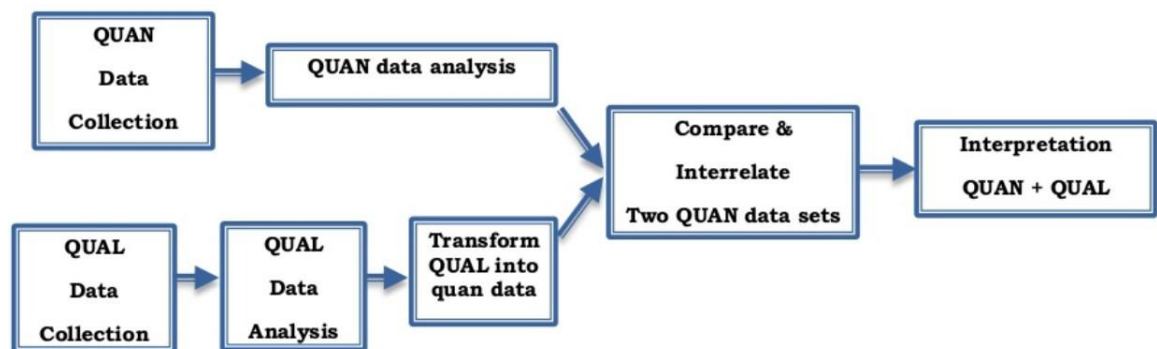 QUAN
Data
Collection
QUAN data analysis
QUAL
Data
Collection
QUAL
Data
Analysis
Transform
QUAL into
quan data
Compare &
Interrelate
Two QUAN data sets
Interpretation
QUAN + QUAL